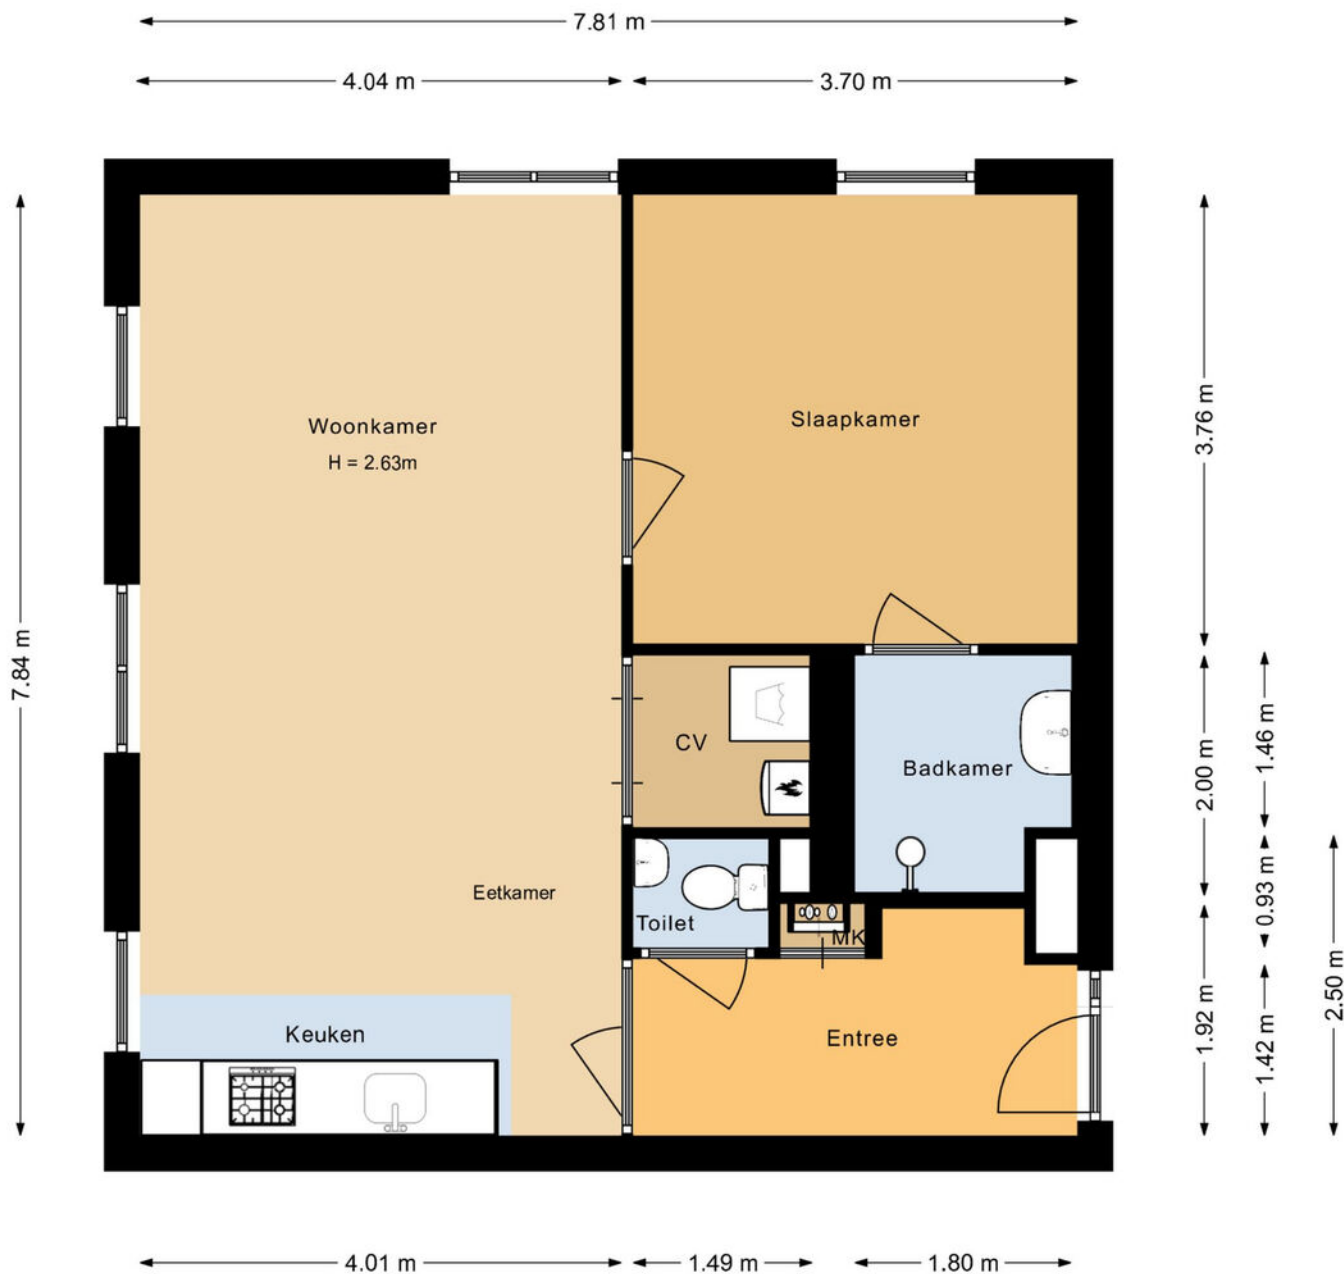 7.81 m
4.04 m
3.70 m
Woonkamer
H = 2.63m
Slaapkamer
3.76 m
7.84 m
CV
Badkamer
2.00 m
1.46 m
Eetkamer
Toilet
MK
0.93 m
Keuken
Entree
1.92 m
1.42 m
2.50 m
4.01 m
1.49 m
1.80 m